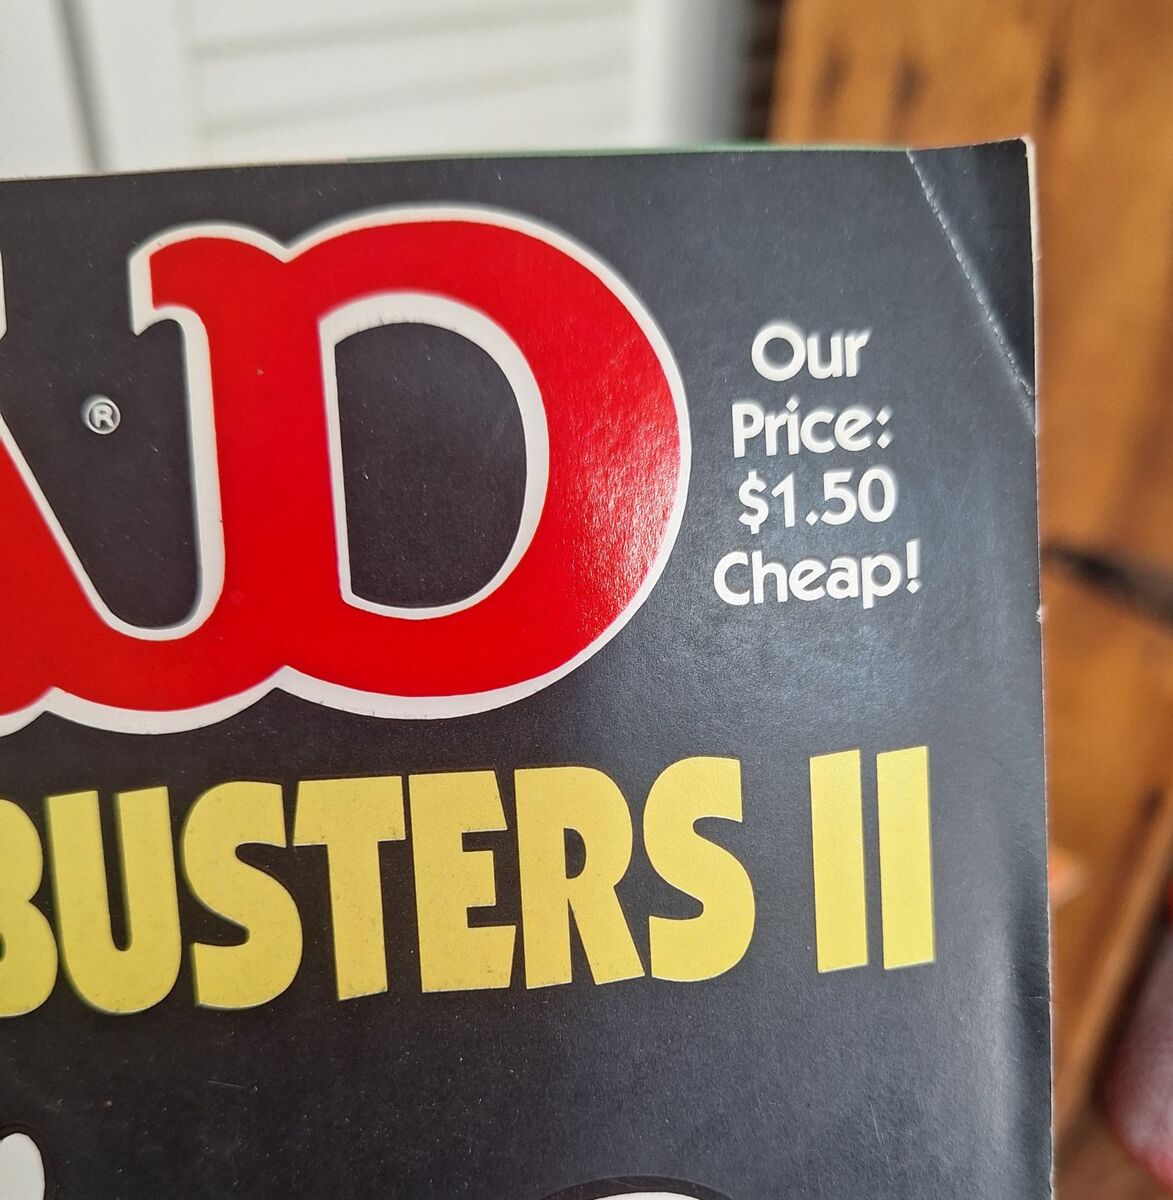 AD
®
Our
Price:
$1.50
Cheap!
BUSTERS II